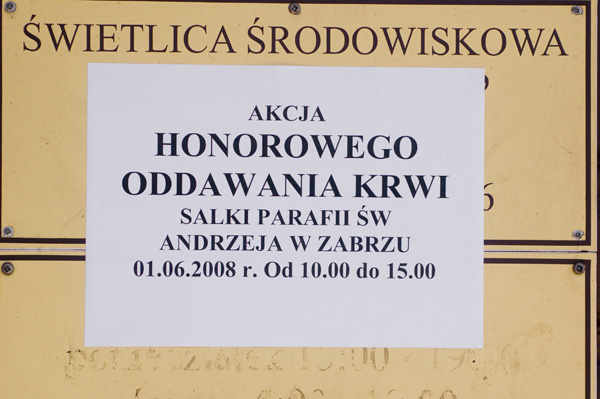 ŚWIETLICA ŚRODOWISKOWA
AKCJA
HONOROWEGO
ODDAWANIA KRWI
SALKI PARAFII ŚW
ANDRZEJA W ZABRZU
01.06.2008 r. Od 10.00 do 15.00
6